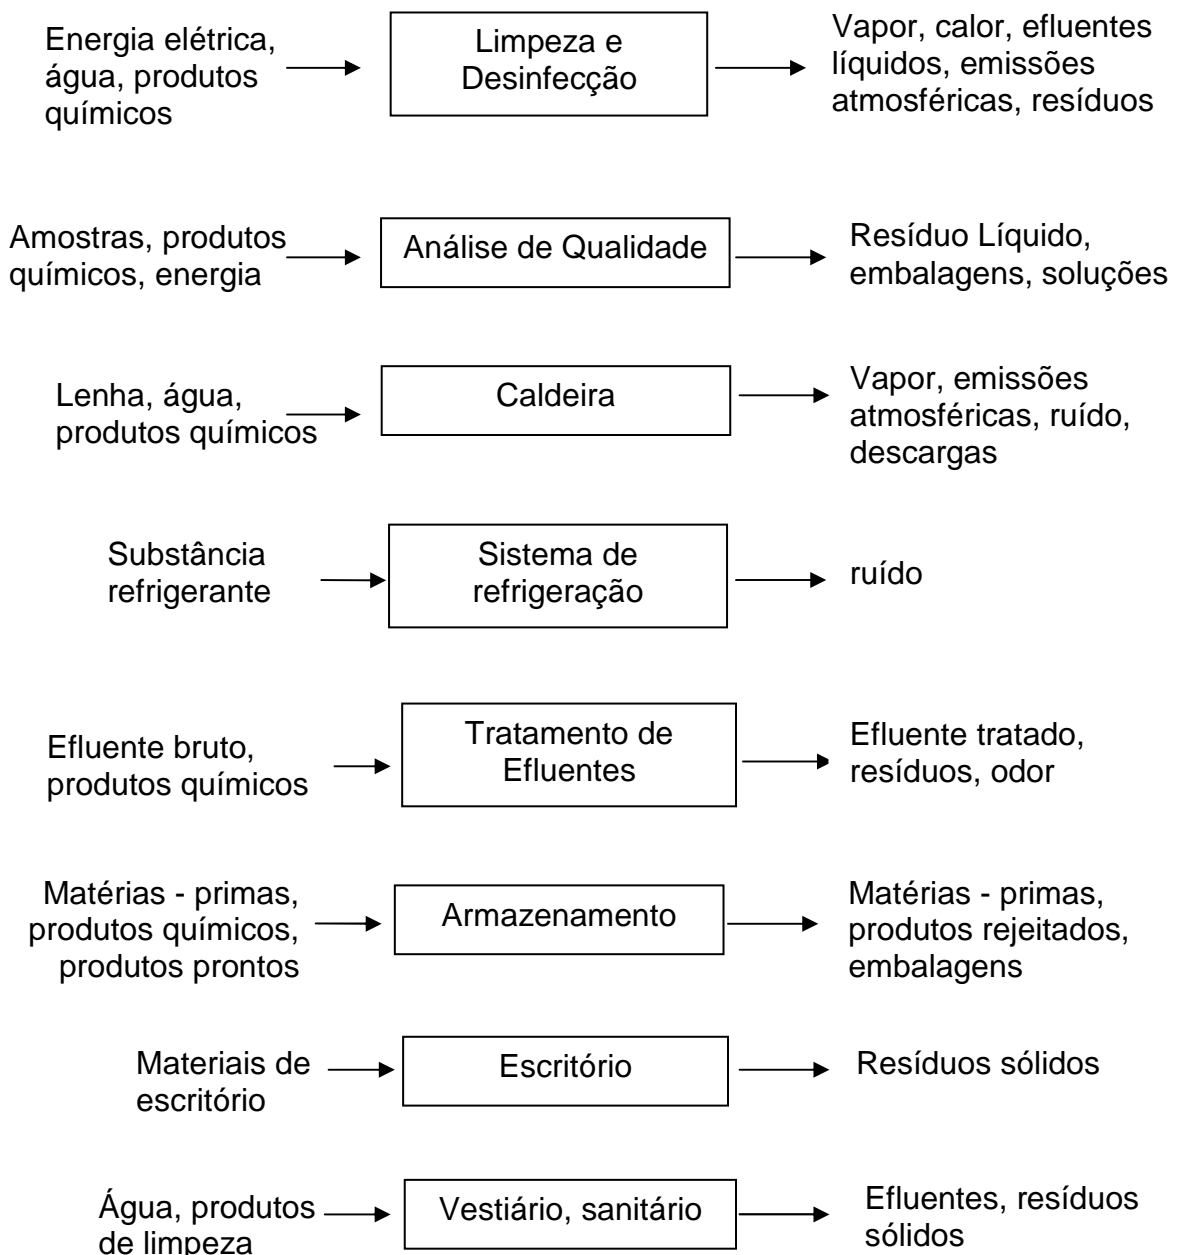 Energia elétrica,
água, produtos
químicos
Limpeza e
Desinfecção
Vapor, calor, efluentes
líquidos, emissões
atmosféricas, resíduos
Amostras, produtos
químicos, energia
Análise de Qualidade
Resíduo Líquido,
embalagens, soluções
Lenha, água,
produtos químicos
Caldeira
Vapor, emissões
atmosféricas, ruído,
descargas
Substância
refrigerante
Sistema de
refrigeração
ruído
Efluente bruto,
produtos químicos
Tratamento de
Efluentes
Efluente tratado,
resíduos, odor
Matérias - primas,
produtos químicos,
produtos prontos
Armazenamento
Matérias - primas,
produtos rejeitados,
embalagens
Materiais de
escritório
Escritório
Resíduos sólidos
Água, produtos
de limpeza
Vestiário, sanitário
Efluentes, resíduos
sólidos